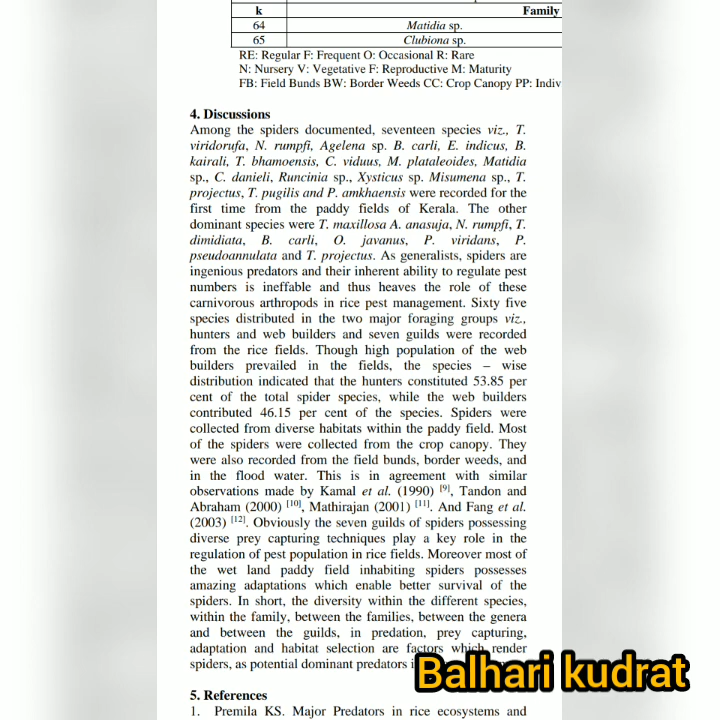 k
Family
64
Matidia sp.
65
Clubiona sp.
RE: Regular F: Frequent O: Occasional R: Rare
N: Nursery V: Vegetative F: Reproductive M: Maturity
FB: Field Bunds BW: Border Weeds CC: Crop Canopy PP: Indiv
4. Discussions
Among the spiders documented, seventeen species viz., T.
viridorufa, N. rumpfi, Agelena sp. B. carli, E. indicus, B.
kairali, T. bhamoensis, C. viduus, M. plataleoides, Matidia
sp., C. danieli, Runcinia sp., Xysticus sp. Misumena sp., T.
projectus, T. pugilis and P. amkhaensis were recorded for the
first time from the paddy fields of Kerala. The other
dominant species were T. maxillosa A. anasuja, N. rumpfi, T.
dimidiata, B. carli, O. javanus, P. viridans, P.
pseudoannulata and T. projectus. As generalists, spiders are
ingenious predators and their inherent ability to regulate pest
numbers is ineffable and thus heaves the role of these
carnivorous arthropods in rice pest management. Sixty five
species distributed in the two major foraging groups viz.,
hunters and web builders and seven guilds were recorded
from the rice fields. Though high population of the web
builders prevailed in the fields, the species – wise
distribution indicated that the hunters constituted 53.85 per
cent of the total spider species, while the web builders
contributed 46.15 per cent of the species. Spiders were
collected from diverse habitats within the paddy field. Most
of the spiders were collected from the crop canopy. They
were also recorded from the field bunds, border weeds, and
in the flood water. This is in agreement with similar
observations made by Kamal et al. (1990) [9], Tandon and
Abraham (2000) [10], Mathirajan (2001) [11]. And Fang et al.
(2003) [12]. Obviously the seven guilds of spiders possessing
diverse prey capturing techniques play a key role in the
regulation of pest population in rice fields. Moreover most of
the wet land paddy field inhabiting spiders possesses
amazing adaptations which enable better survival of the
spiders. In short, the diversity within the different species,
within the family, between the families, between the genera
and between the guilds, in predation, prey capturing,
adaptation and habitat selection are factors which render
spiders, as potential dominant predators
Balhari kudrat
5. References
1. Premila KS. Major Predators in rice ecosystems and